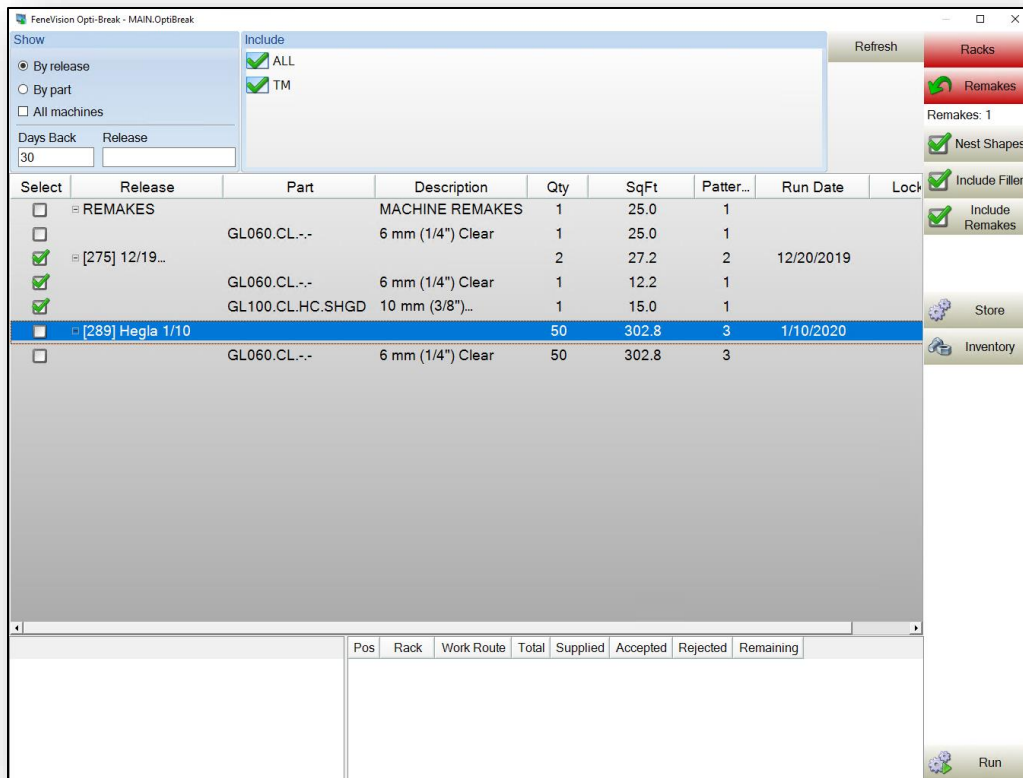 FeneVision Opti-Break - MAIN.OptiBreak
Show
By release
By part
All machines
Days Back Release
30
Include
ALL
TM
Refresh
Racks
Remakes
Remakes: 1
Nest Shapes
Include Filler
Include
Remakes
Store
Inventory
Select Release Part Description Qty SqFt Patter... Run Date Lock
REMAKES MACHINE REMAKES 1 25.0 1
GL060.CL.-.- 6 mm (1/4") Clear 1 25.0 1
[275] 12/19... 2 27.2 2 12/20/2019
GL060.CL.-.- 6 mm (1/4") Clear 1 12.2 1
GL100.CL.HC.SHGD 10 mm (3/8")... 1 15.0 1
[289] Hegla 1/10 50 302.8 3 1/10/2020
GL060.CL.-.- 6 mm (1/4") Clear 50 302.8 3
Pos Rack Work Route Total Supplied Accepted Rejected Remaining
Run